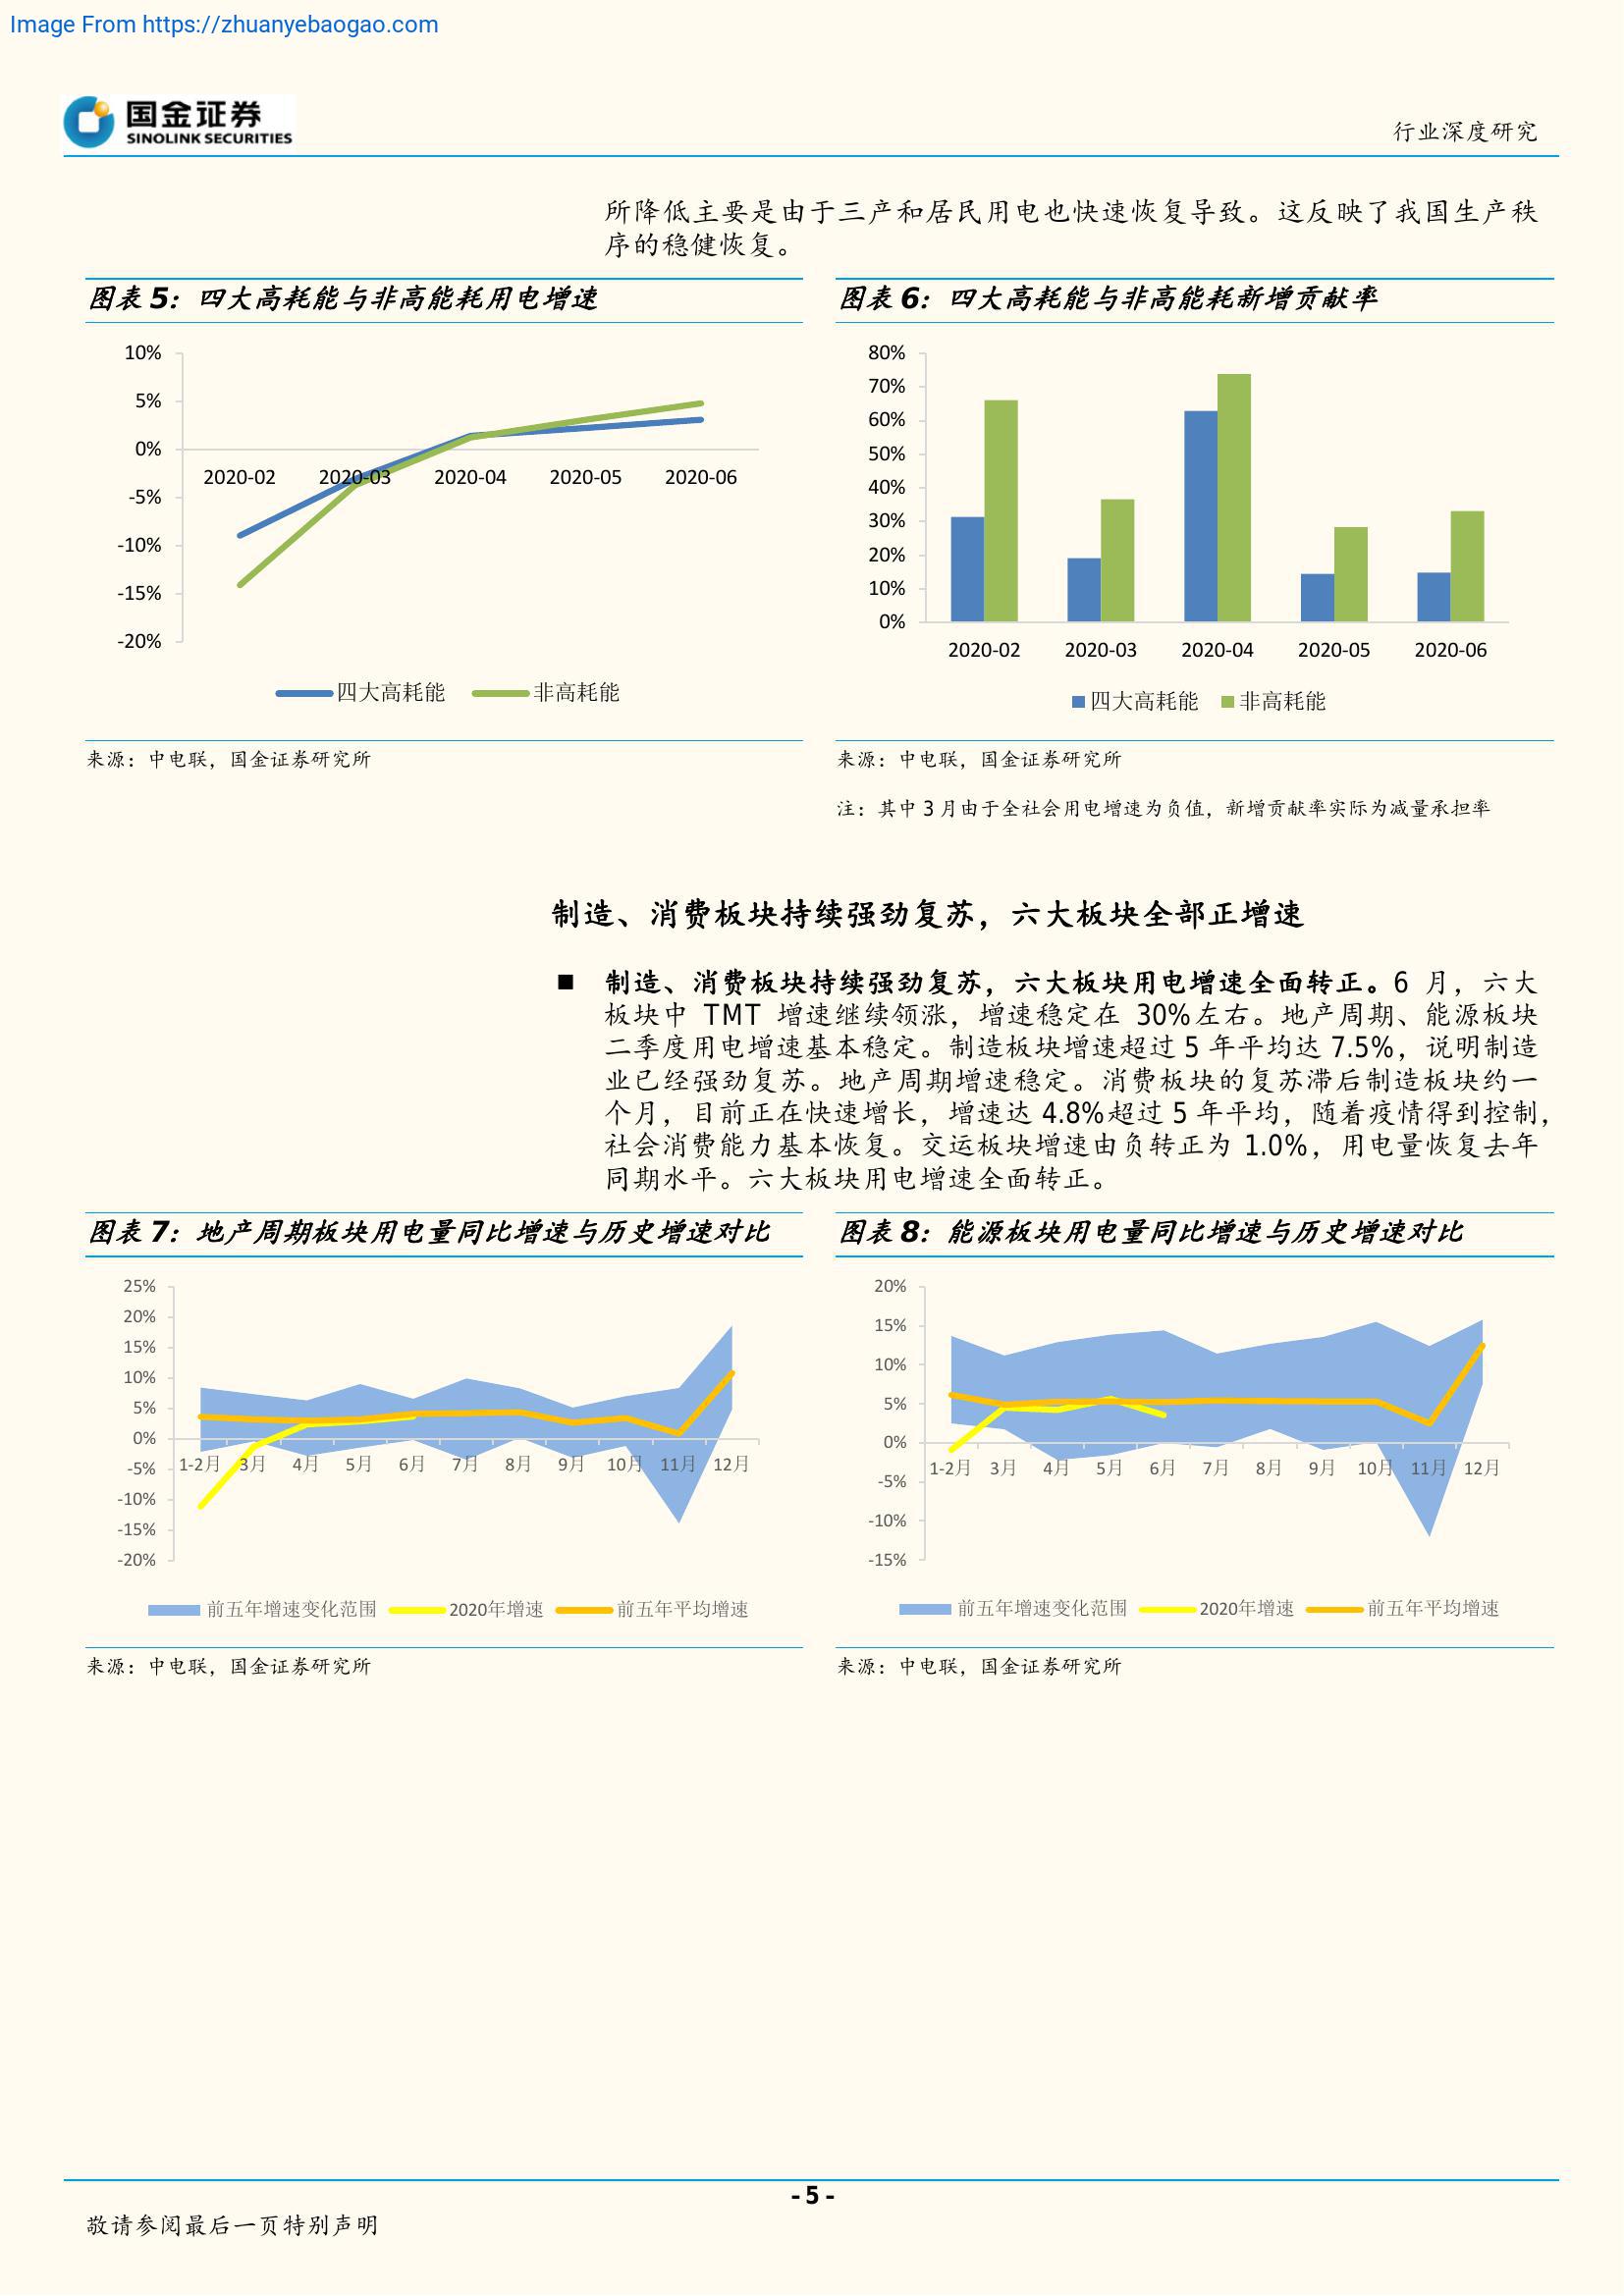 Image From https://zhuanyebaogao.com
国金证券
SINOLINK SECURITIES
行业深度研究
所降低主要是由于三产和居民用电也快速恢复导致。这反映了我国生产秩
序的稳健恢复。
图表 5：四大高耗能与非高能耗用电增速
10%
5%
0%
-5%
-10%
-15%
-20%
2020-02 2020-03 2020-04 2020-05 2020-06
四大高耗能 非高耗能
来源：中电联，国金证券研究所
图表 6：四大高耗能与非高能耗新增贡献率
80%
70%
60%
50%
40%
30%
20%
10%
0%
2020-02 2020-03 2020-04 2020-05 2020-06
四大高耗能 非高耗能
来源：中电联，国金证券研究所
注：其中 3 月由于全社会用电增速为负值，新增贡献率实际为减量承担率
制造、消费板块持续强劲复苏，六大板块全部正增速
■ 制造、消费板块持续强劲复苏，六大板块用电增速全面转正。6 月，六大
板块中 TMT 增速继续领涨，增速稳定在 30%左右。地产周期、能源板块
二季度用电增速基本稳定。制造板块增速超过 5 年平均达 7.5%，说明制造
业已经强劲复苏。地产周期增速稳定。消费板块的复苏滞后制造板块约一
个月，目前正在快速增长，增速达 4.8%超过 5 年平均，随着疫情得到控制，
社会消费能力基本恢复。交运板块增速由负转正为 1.0%，用电量恢复去年
同期水平。六大板块用电增速全面转正。
图表 7：地产周期板块用电量同比增速与历史增速对比
25%
20%
15%
10%
5%
0%
-5%
-10%
-15%
-20%
1-2月 3月 4月 5月 6月 7月 8月 9月 10月 11月 12月
前五年增速变化范围 2020年增速 前五年平均增速
来源：中电联，国金证券研究所
图表 8：能源板块用电量同比增速与历史增速对比
20%
15%
10%
5%
0%
-5%
-10%
-15%
1-2月 3月 4月 5月 6月 7月 8月 9月 10月 11月 12月
前五年增速变化范围 2020年增速 前五年平均增速
来源：中电联，国金证券研究所
- 5 -
敬请参阅最后一页特别声明